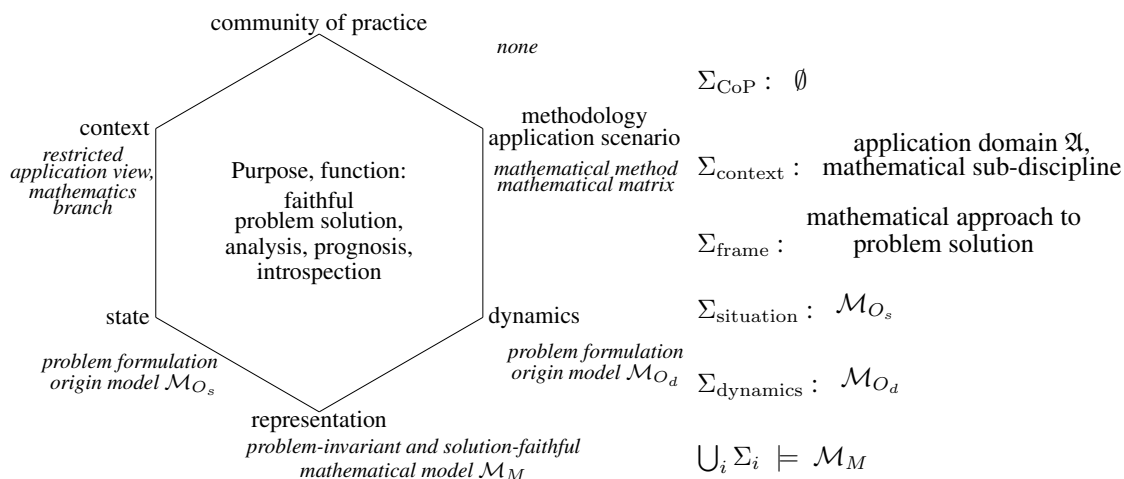 community of practice
none
Σ_CoP : ∅
context
restricted
application view,
mathematics
branch
methodology
application scenario
mathematical method
mathematical matrix
Purpose, function:
faithful
problem solution,
analysis, prognosis,
introspection
application domain 𝔄,
Σ_context : mathematical sub-discipline
mathematical approach to
Σ_frame : problem solution
state
problem formulation
origin model ℳ_{O_s}
dynamics
problem formulation
origin model ℳ_{O_d}
Σ_situation : ℳ_{O_s}
Σ_dynamics : ℳ_{O_d}
representation
problem-invariant and solution-faithful
mathematical model ℳ_M
⋃_i Σ_i ⊨ ℳ_M